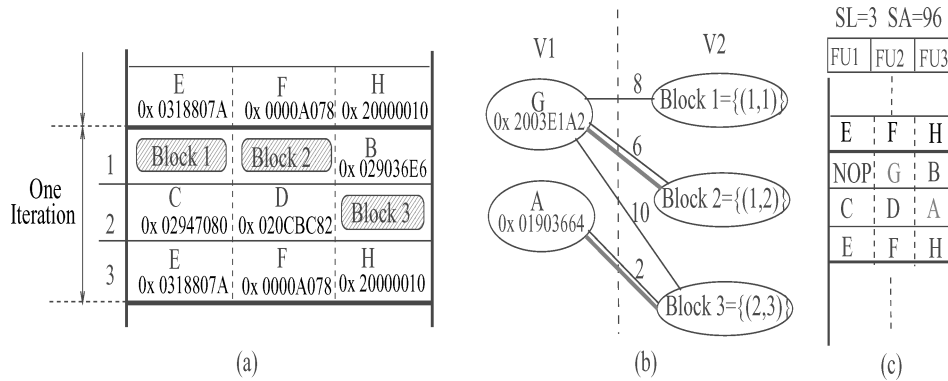 E F H
0x 0318807A 0x 0000A078 0x 20000010
One
Iteration
1 Block 1 Block 2 B
0x 029036E6
2 C D Block 3
0x 02947080 0x 020CBC82
3 E F H
0x 0318807A 0x 0000A078 0x 20000010
(a)
V1 V2
G
0x 2003E1A2
A
0x 01903664
8
6
10
2
Block 1={(1,1)}
Block 2={(1,2)}
Block 3={(2,3)}
(b)
SL=3 SA=96
FU1 FU2 FU3
E F H
NOP G B
C D A
E F H
(c)